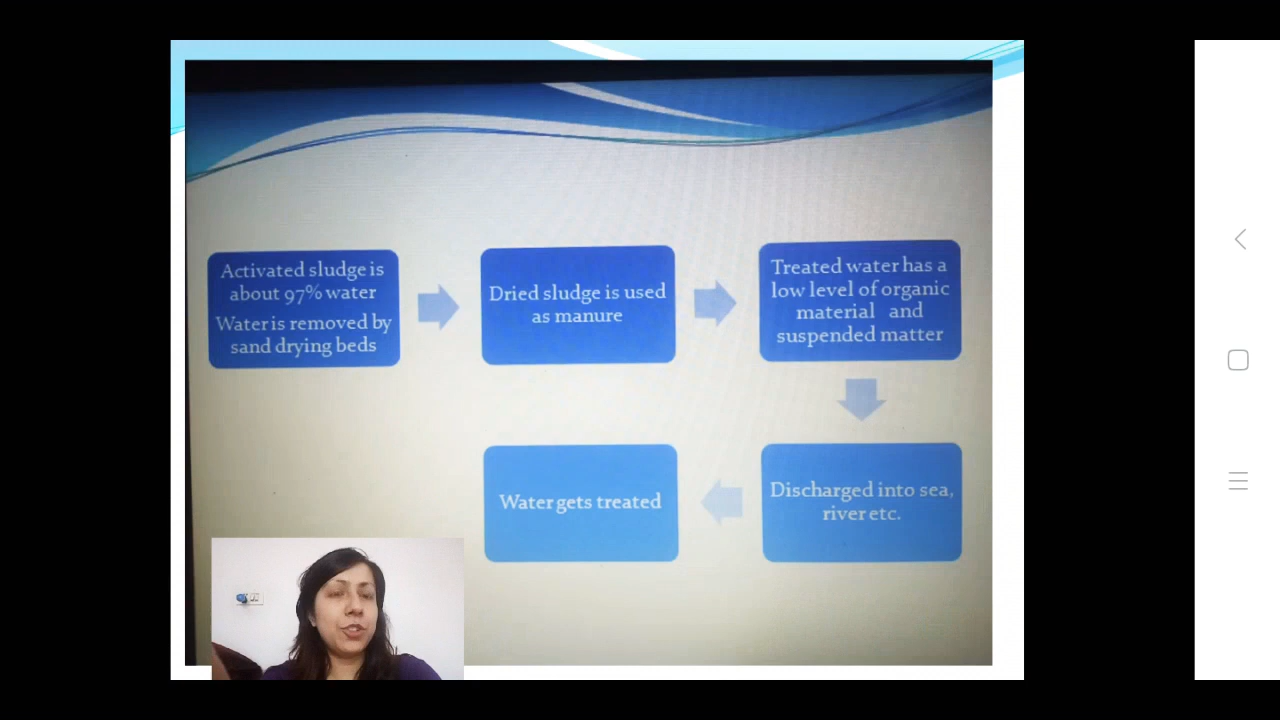 Activated sludge is
about 97% water
Water is removed by
sand drying beds
Dried sludge is used
as manure
Treated water has a
low level of organic
material and
suspended matter
Discharged into sea,
river etc.
Water gets treated